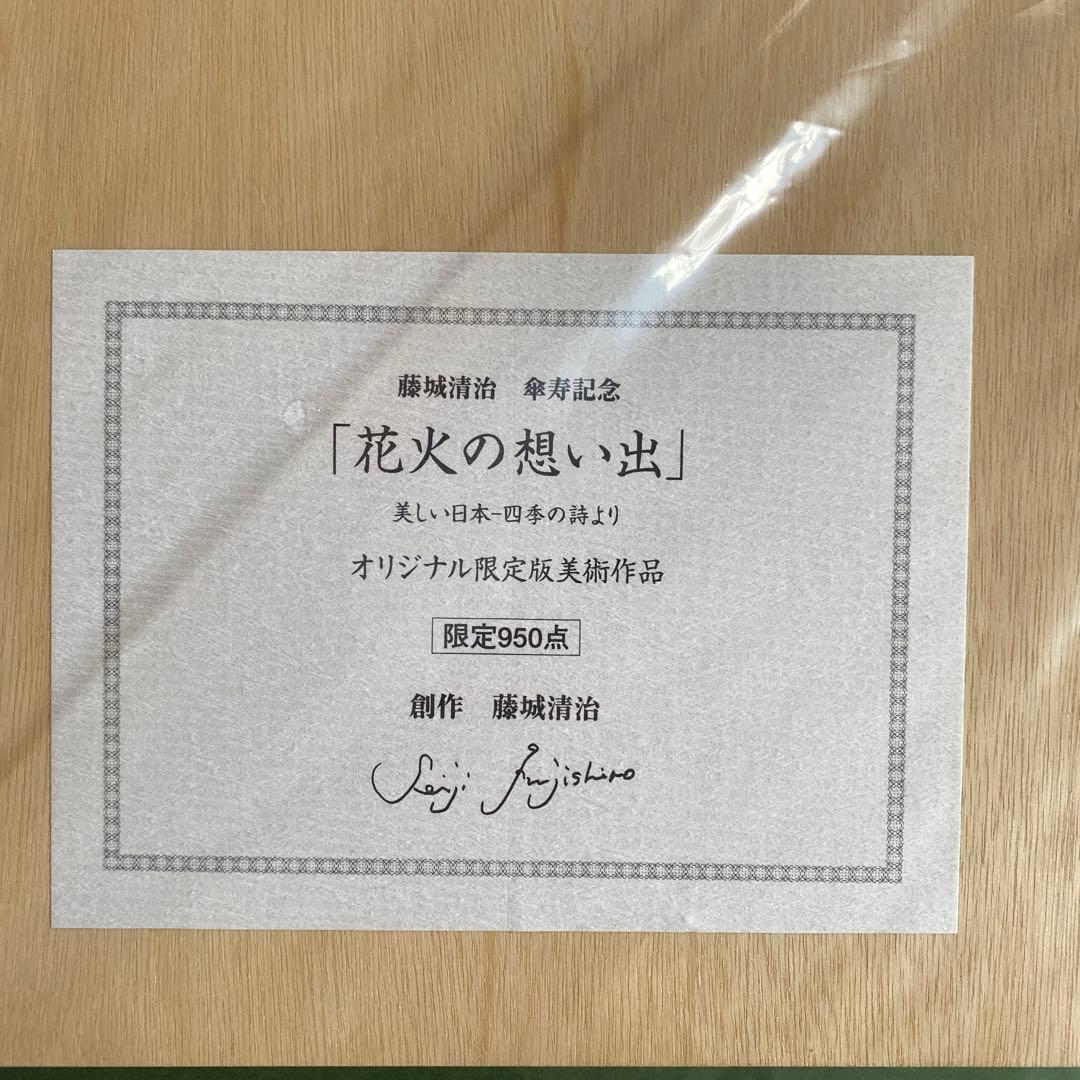 藤城清治　傘寿記念
「花火の想い出」
美しい日本-四季の詩より
オリジナル限定版美術作品
限定950点
創作　藤城清治
Seiji Fujishiro